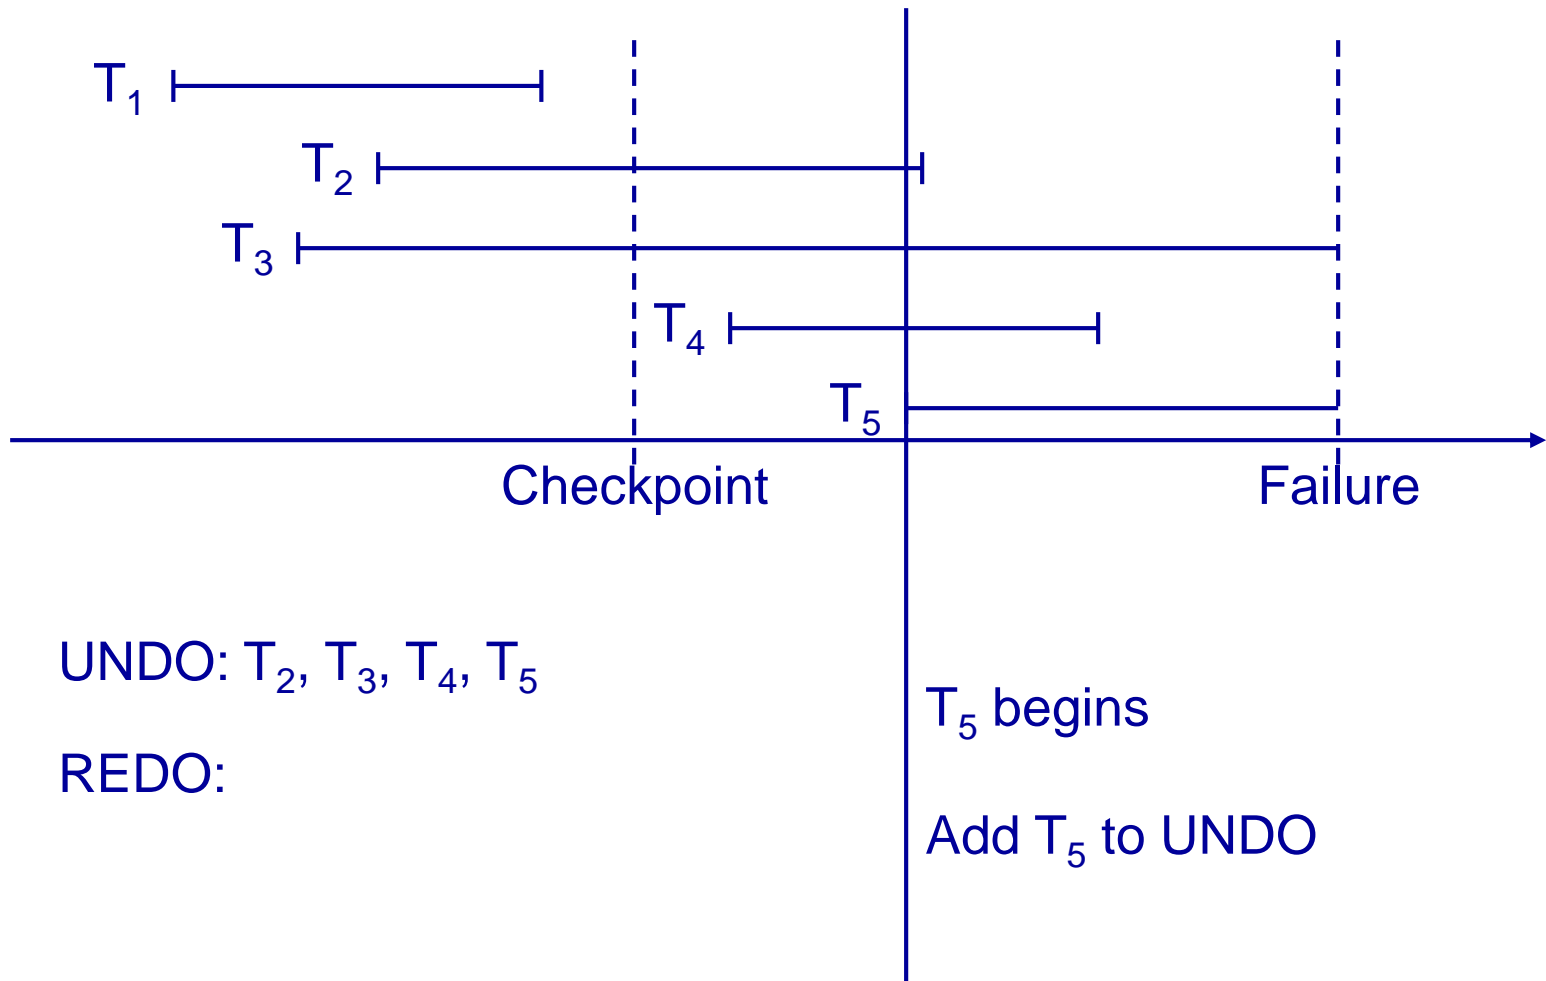 T₁
T₂
T₃
T₄
T₅
Checkpoint
Failure
UNDO: T₂, T₃, T₄, T₅
REDO:
T₅ begins
Add T₅ to UNDO